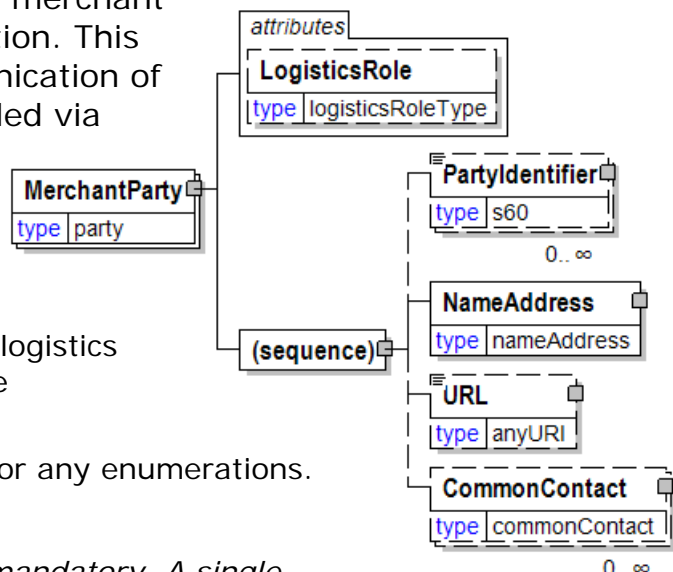 merchant
tion. This
nication of
led via
attributes
LogisticsRole
type logisticsRoleType
MerchantParty
type party
PartyIdentifier
type s60
0.. ∞
NameAddress
type nameAddress
logistics
(sequence)
e
URL
type anyURI
or any enumerations.
CommonContact
type commonContact
mandatory. A single
0.. ∞